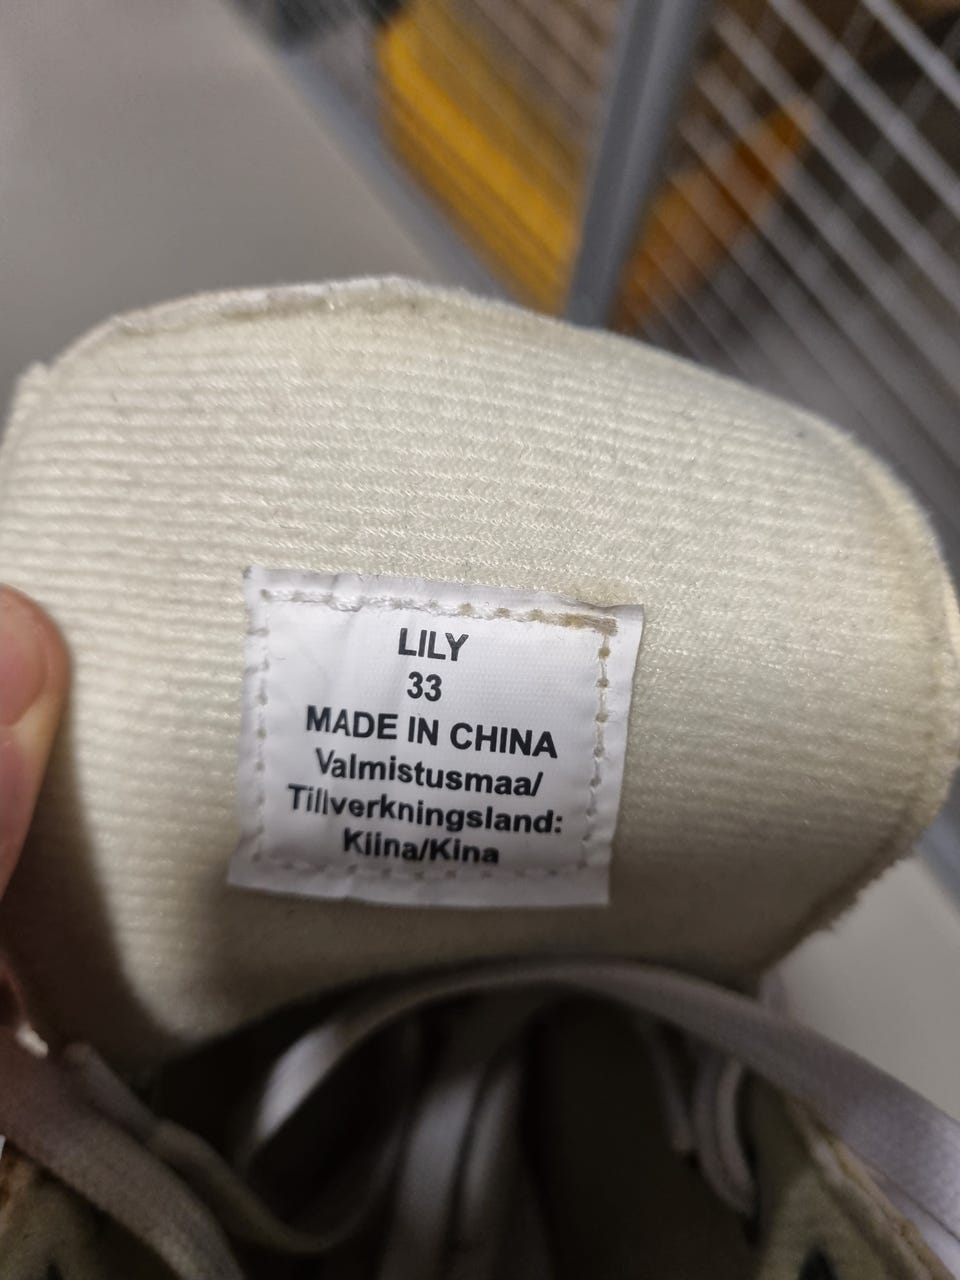 LILY
33
MADE IN CHINA
Valmistusmaa/
Tillverkningsland:
Kiina/Kina